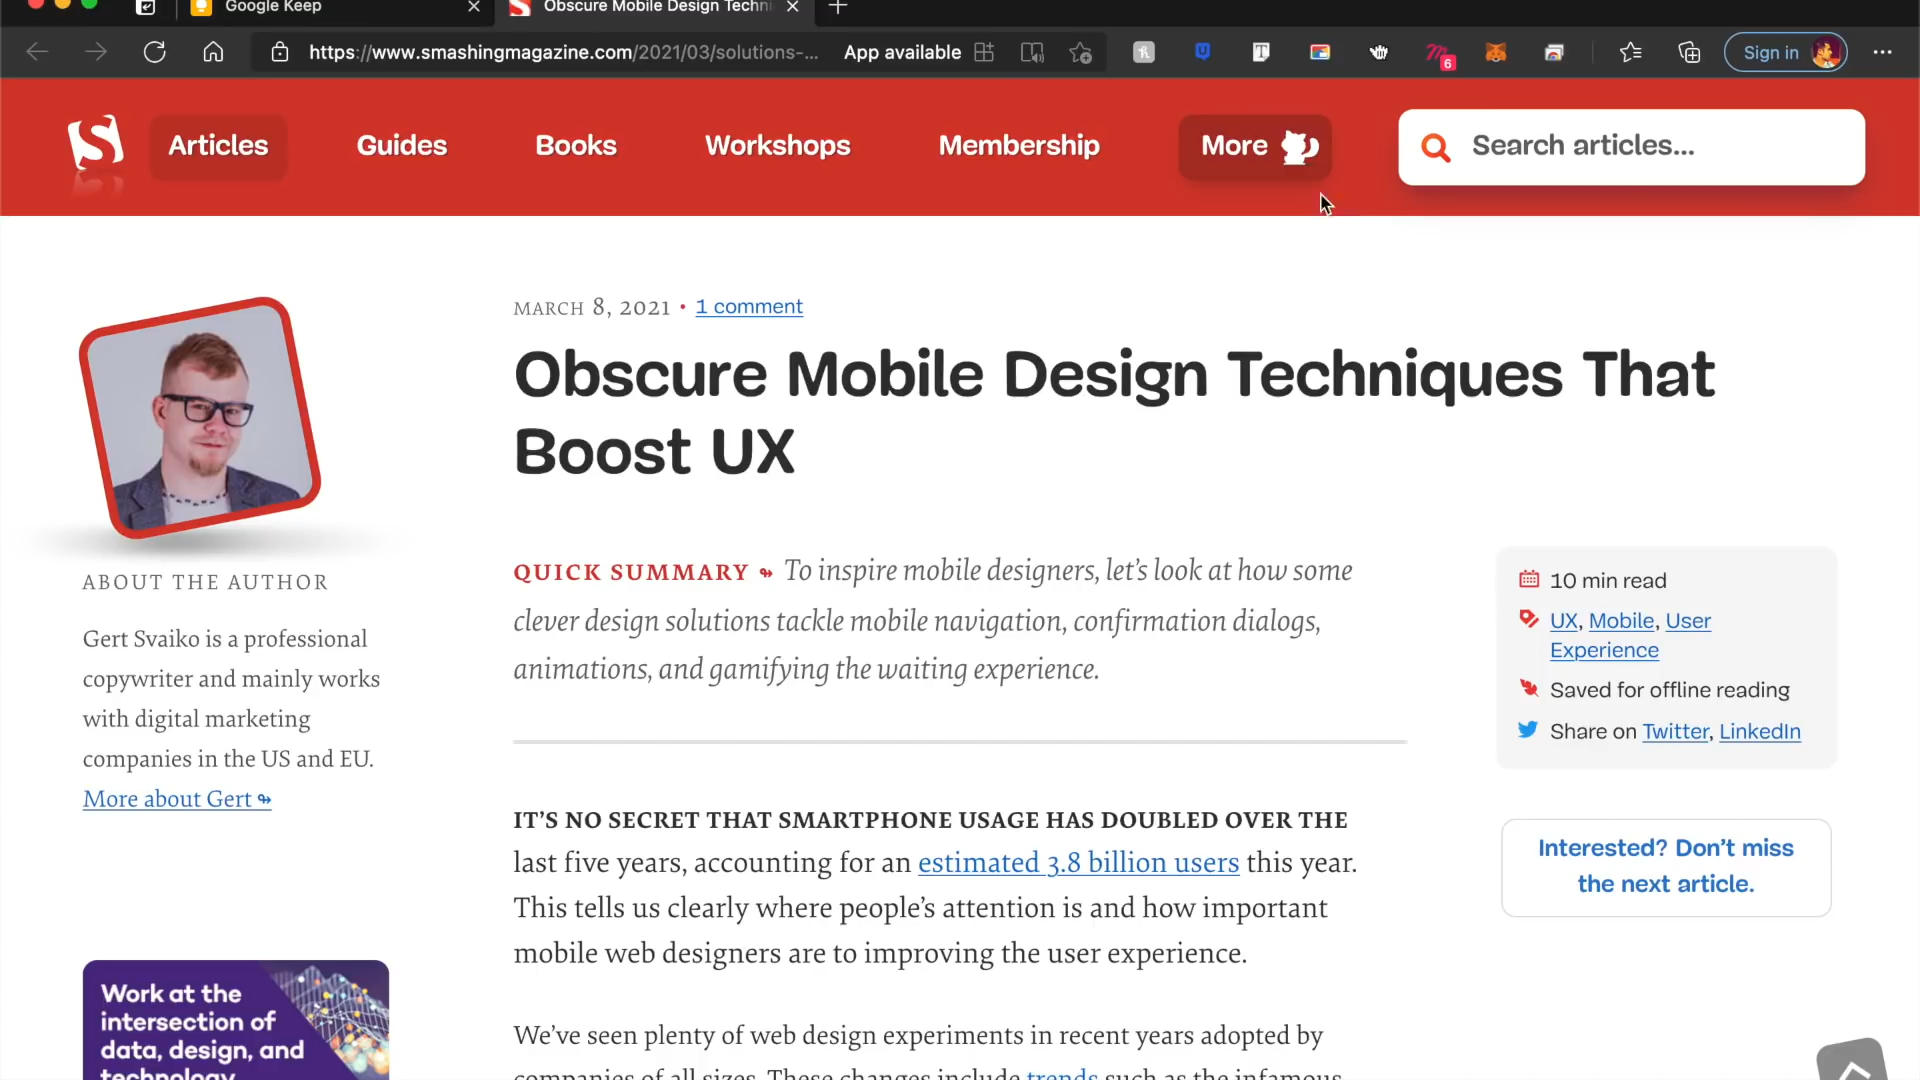 Google Keep
Obscure Mobile Design Techni
https://www.smashingmagazine.com/2021/03/solutions-...
App available
6
Sign in
Articles
Guides
Books
Workshops
Membership
More
Search articles...
MARCH 8, 2021 • 1 comment
Obscure Mobile Design Techniques That
Boost UX
QUICK SUMMARY ↬ To inspire mobile designers, let’s look at how some
clever design solutions tackle mobile navigation, confirmation dialogs,
animations, and gamifying the waiting experience.
ABOUT THE AUTHOR
Gert Svaiko is a professional
copywriter and mainly works
with digital marketing
companies in the US and EU.
More about Gert ↬
10 min read
UX, Mobile, User
Experience
Saved for offline reading
Share on Twitter, LinkedIn
IT’S NO SECRET THAT SMARTPHONE USAGE HAS DOUBLED OVER THE
last five years, accounting for an estimated 3.8 billion users this year.
This tells us clearly where people’s attention is and how important
mobile web designers are to improving the user experience.
Interested? Don’t miss
the next article.
Work at the
intersection of
data, design, and
technology
We’ve seen plenty of web design experiments in recent years adopted by
companies of all sizes. These changes include trends such as the infamous